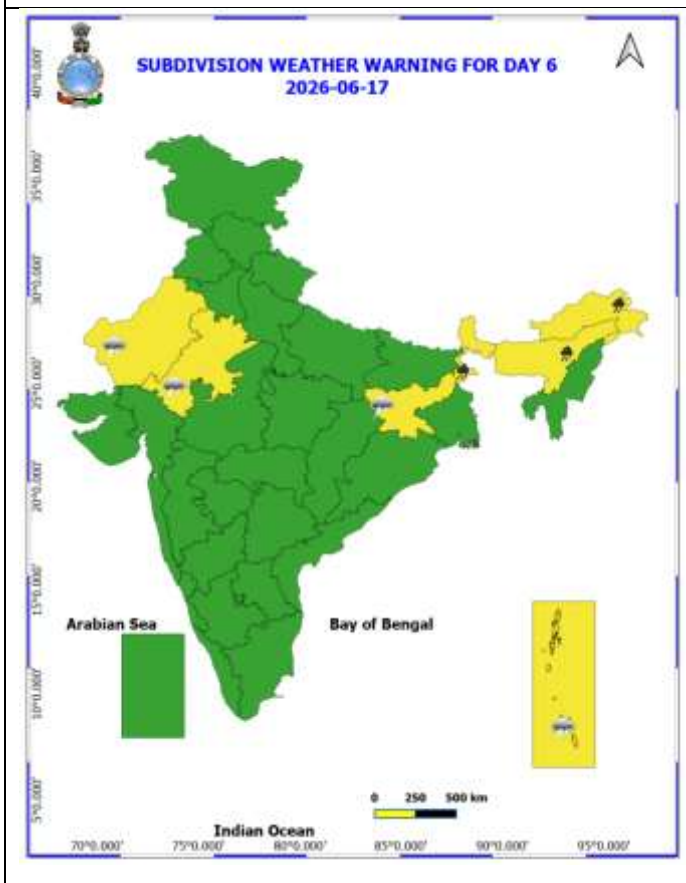 SUBDIVISION WEATHER WARNING FOR DAY 6
2026-06-17
40°0.000'
35°0.000'
30°0.000'
25°0.000'
20°0.000'
15°0.000'
10°0.000'
5°0.000'
Arabian Sea
Bay of Bengal
0 250 500 km
Indian Ocean
70°0.000' 75°0.000' 80°0.000' 85°0.000' 90°0.000' 95°0.000'